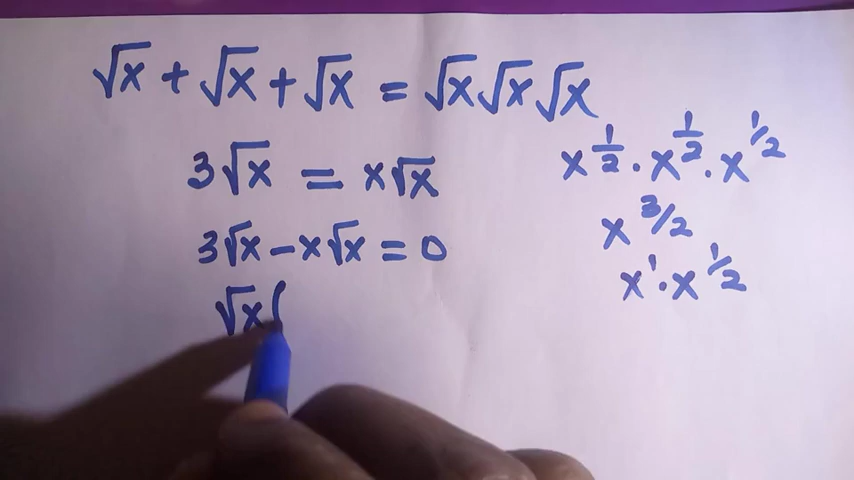 √x + √x + √x = √x√x√x
x^(1/2) · x^(1/2) · x^(1/2)
3√x = x√x
x^(3/2)
3√x − x√x = 0
x^1 · x^(1/2)
√x(